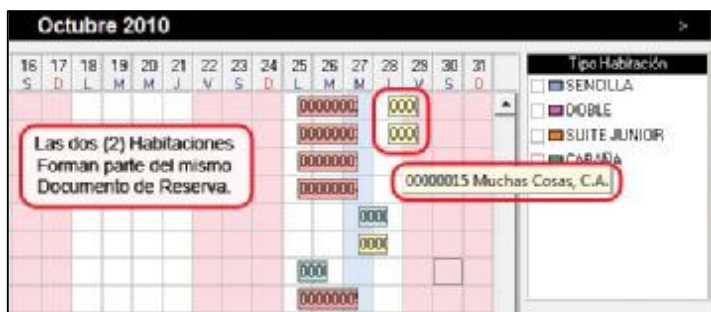 Octubre 2010 >
16 17 18 19 20 21 22 23 24 25 26 27 28 29 30 31
S D L M M J V S D L M M J V S D
Tipo Habitación
SENCILLA
DOBLE
SUITE JUNIOR
CABAÑA
Las dos (2) Habitaciones
Forman parte del mismo
Documento de Reserva.
00000015 Muchas Cosas, C.A.